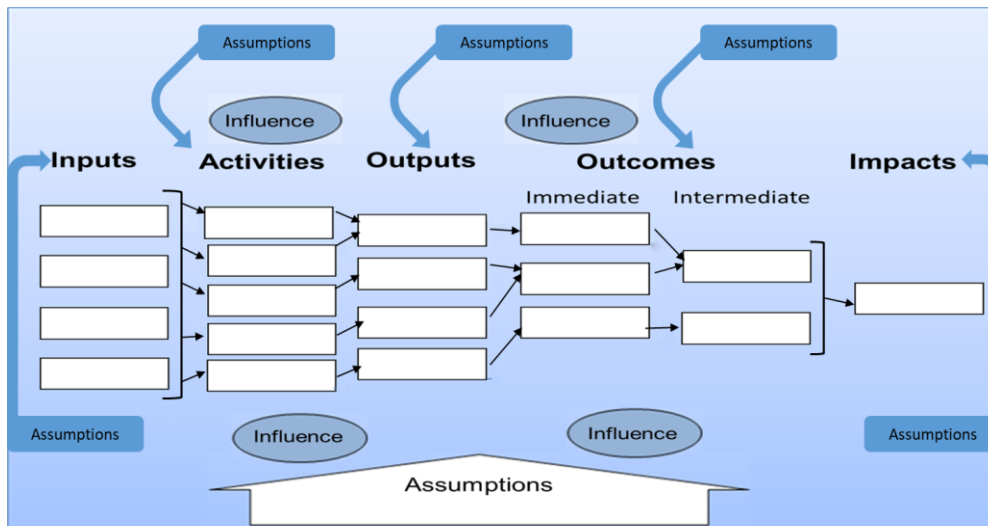 Assumptions Assumptions Assumptions
Influence Influence
Inputs Activities Outputs Outcomes Impacts
Immediate Intermediate
Assumptions Influence Influence Assumptions
Assumptions